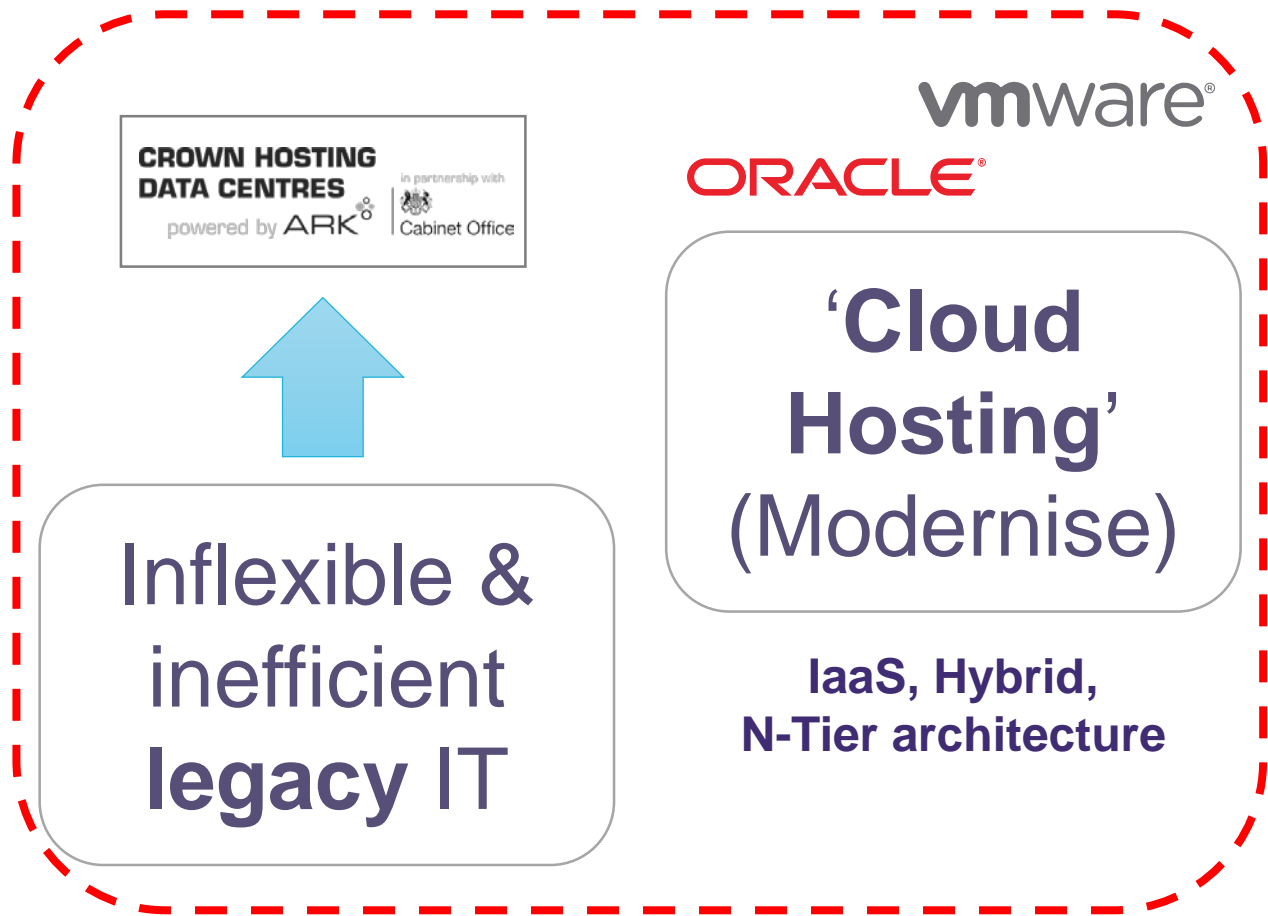 CROWN HOSTING
DATA CENTRES
powered by ARK
in partnership with
Cabinet Office
Inflexible &
inefficient
legacy IT
vmware®
ORACLE®
‘Cloud
Hosting’
(Modernise)
IaaS, Hybrid,
N-Tier architecture